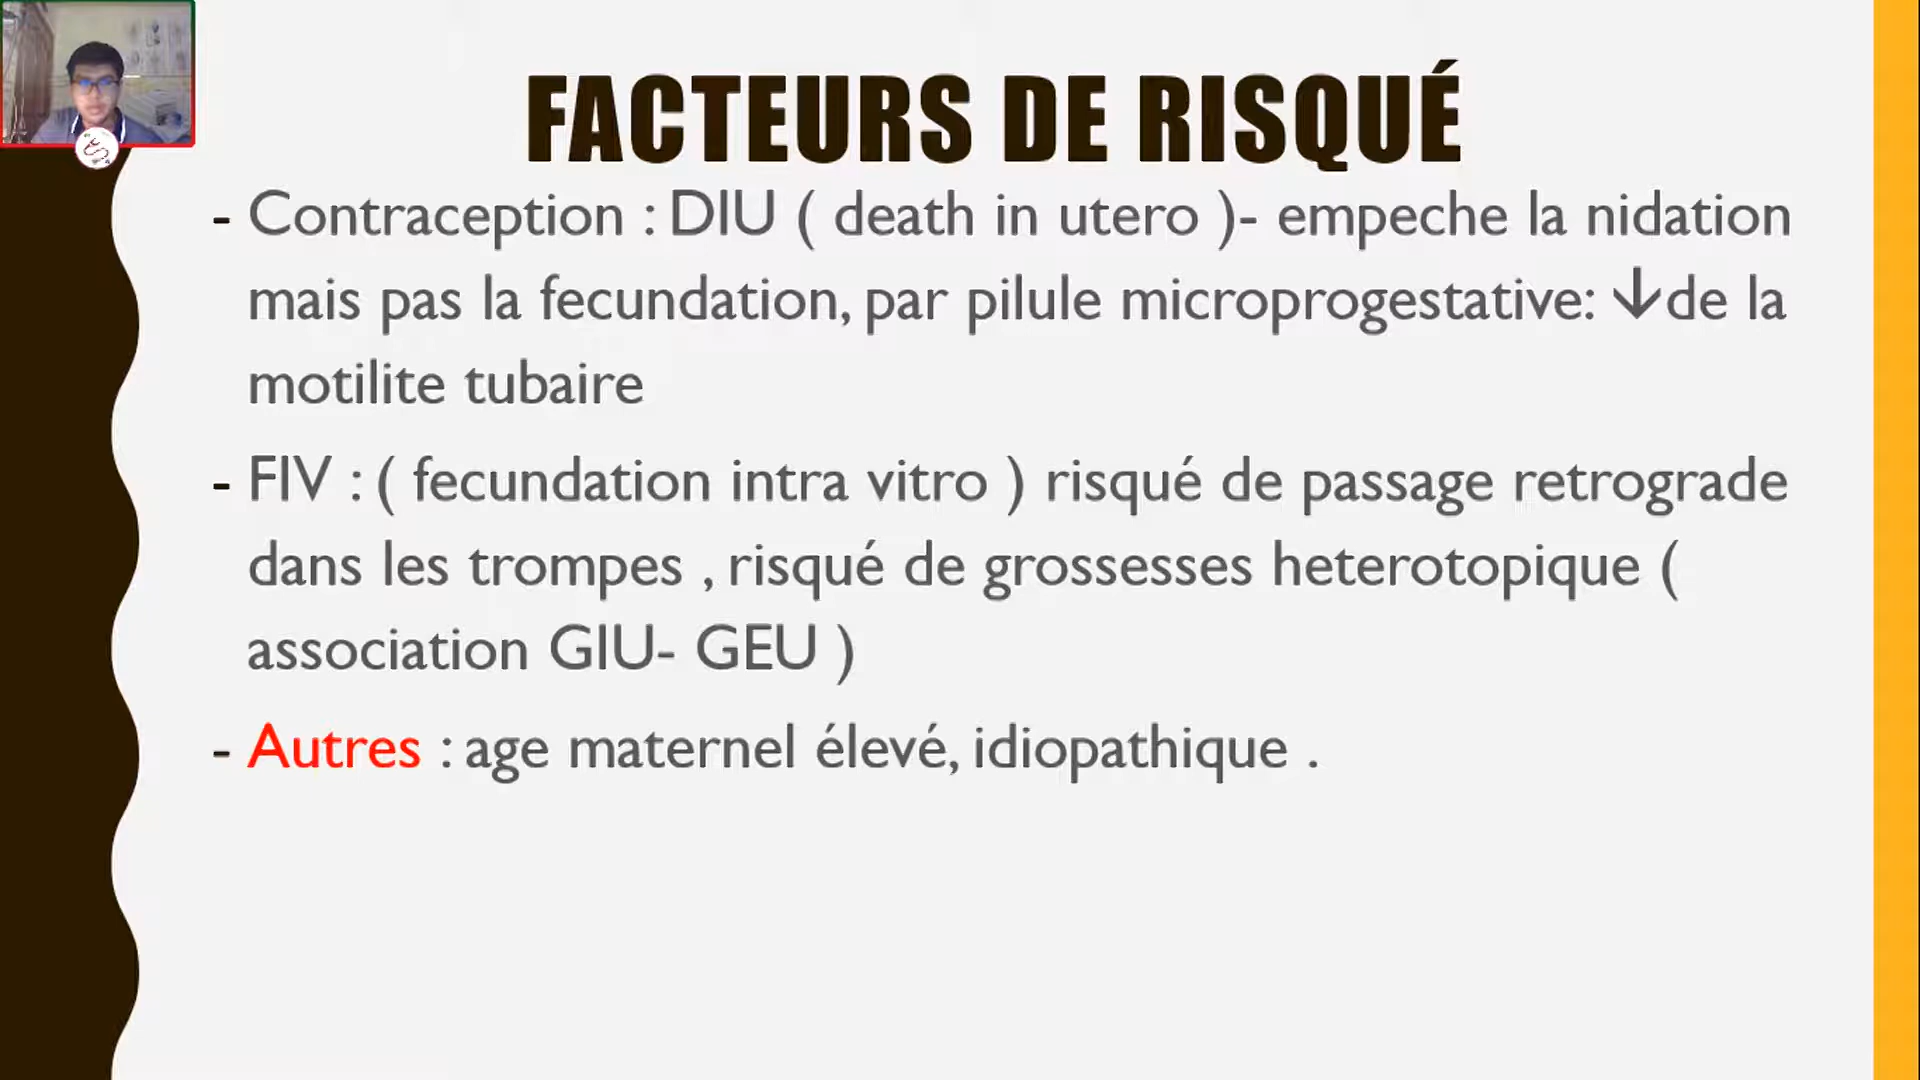 FACTEURS DE RISQUÉ
- Contraception : DIU ( death in utero )- empeche la nidation
mais pas la fecundation, par pilule microprogestative: ↓de la
motilite tubaire
- FIV : ( fecundation intra vitro ) risqué de passage retrograde
dans les trompes , risqué de grossesses heterotopique (
association GIU- GEU )
- Autres : age maternel élevé, idiopathique .